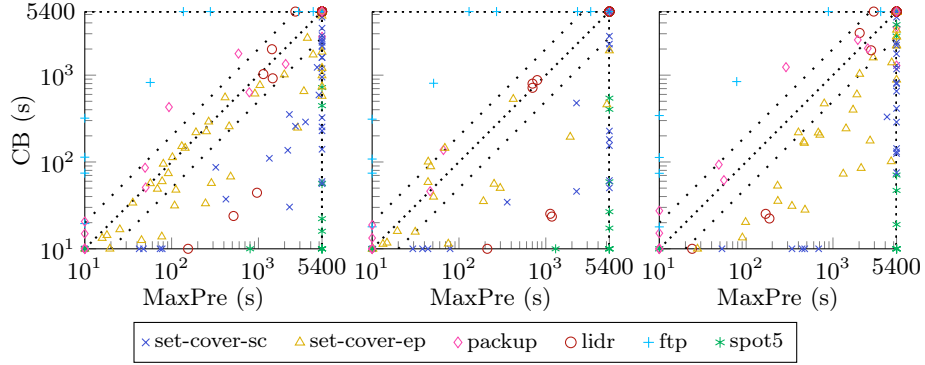 5400
10³
10²
10¹
CB (s)
10¹ 10² 10³ 5400
MaxPre (s)
10¹ 10² 10³ 5400
MaxPre (s)
10¹ 10² 10³ 5400
MaxPre (s)
set-cover-sc set-cover-ep packup lidr ftp spot5